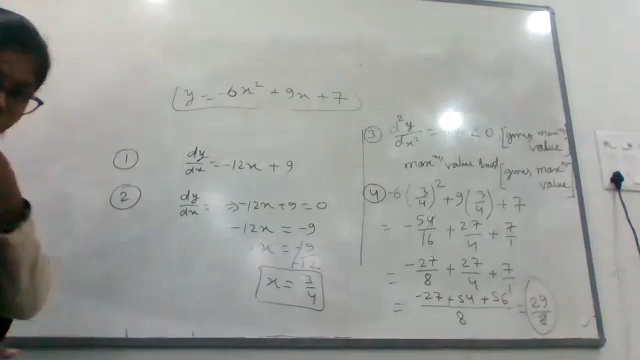 y = -6x² + 9x + 7
① dy/dx = -12x + 9
② dy/dx = ⇒ -12x + 9 = 0
-12x = -9
x = -9/-12
x = 3/4
③ d²y/dx² = < 0 [gives max^m value]
max^m value [gives max^m value]
④ -6(3/4)² + 9(3/4) + 7
= -54/16 + 27/4 + 7/1
= -27/8 + 27/4 + 7/1
= -27 + 54 + 56/8 = 29/8